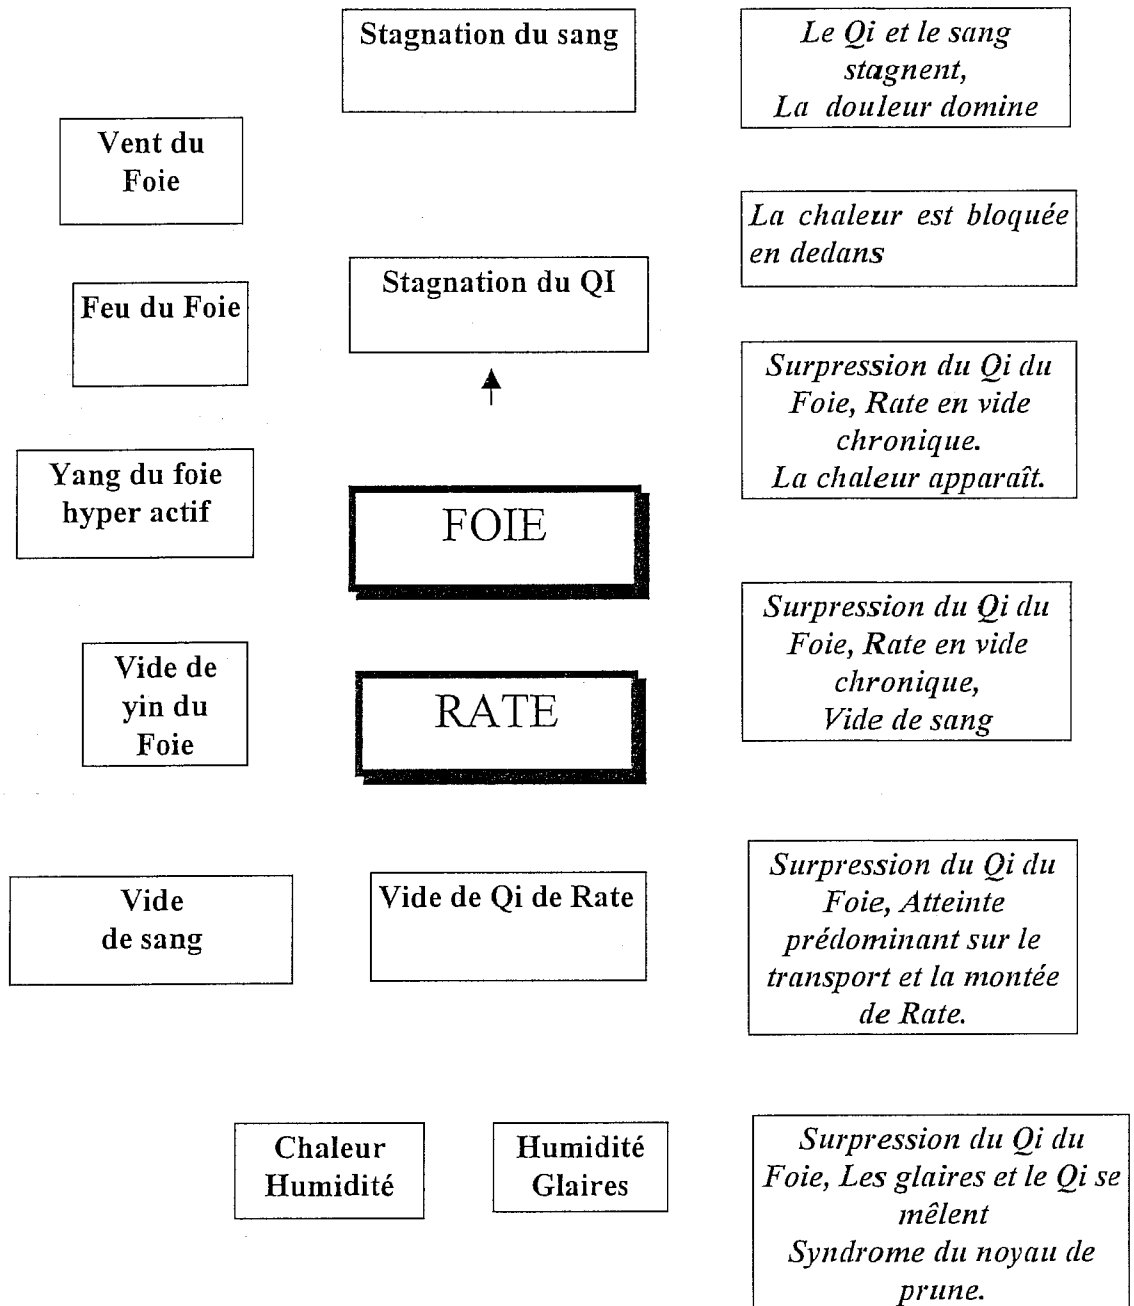 Stagnation du sang
Le Qi et le sang
stagnent,
La douleur domine
Vent du
Foie
La chaleur est bloquée
en dedans
Stagnation du QI
Feu du Foie
Surpression du Qi du
Foie, Rate en vide
chronique.
La chaleur apparaît.
Yang du foie
hyper actif
FOIE
Surpression du Qi du
Foie, Rate en vide
chronique,
Vide de sang
Vide de
yin du
Foie
RATE
Vide
de sang
Vide de Qi de Rate
Surpression du Qi du
Foie, Atteinte
prédominant sur le
transport et la montée
de Rate.
Chaleur
Humidité
Humidité
Glaires
Surpression du Qi du
Foie, Les glaires et le Qi se
mêlent
Syndrome du noyau de
prune.